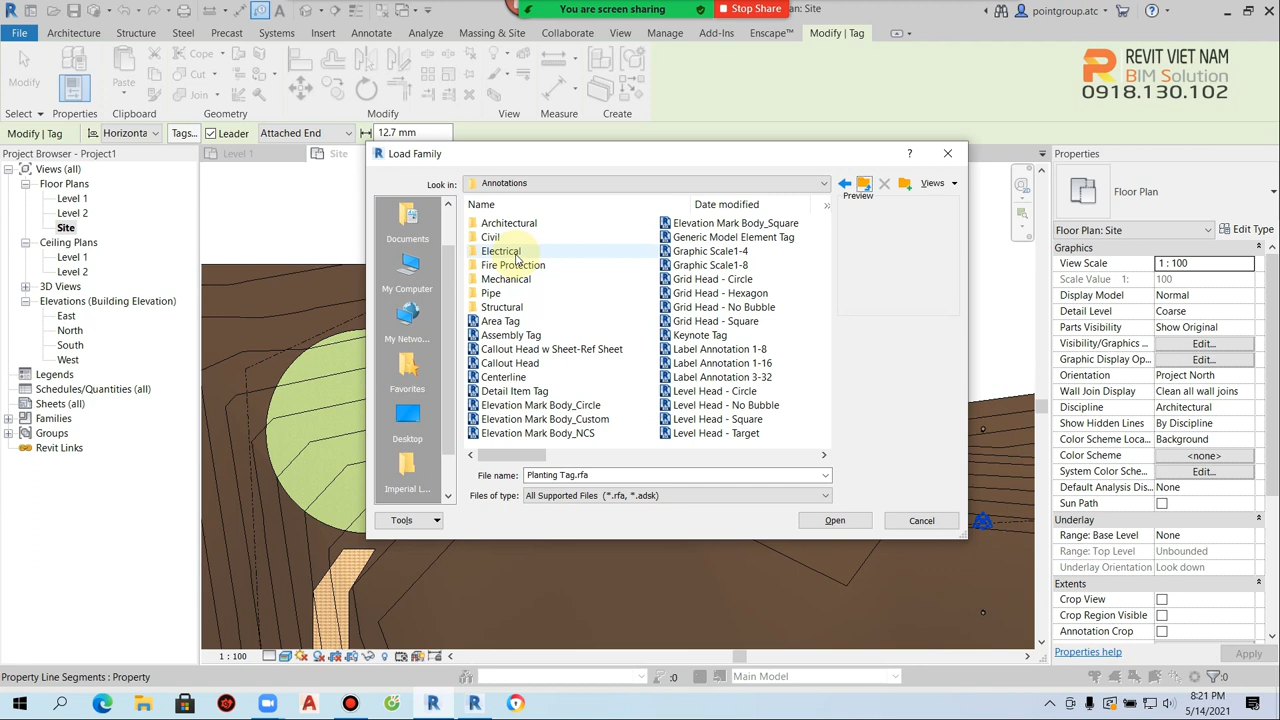 You are screen sharing
Stop Share
- Site
pointgroup.atc
File
Architecture
Structure
Steel
Precast
Systems
Insert
Annotate
Analyze
Massing & Site
Collaborate
View
Manage
Add-Ins
Enscape™
Modify | Tag
Modify
Paste
Cope
Cut
Join
Select
Properties
Clipboard
Geometry
Modify
View
Measure
Create
REVIT VIET NAM
BIM Solution
0918.130.102
Modify | Tag
Horizonta
Tags...
Leader
Attached End
12.7 mm
Project Browser - Project1
Views (all)
Floor Plans
Level 1
Level 2
Site
Ceiling Plans
Level 1
Level 2
3D Views
Elevations (Building Elevation)
East
North
South
West
Legends
Schedules/Quantities (all)
Sheets (all)
Families
Groups
Revit Links
Level 1
Site
Load Family
Look in:
Annotations
Views
Documents
My Computer
My Netwo...
Favorites
Desktop
Imperial L...
Name
Date modified
Architectural
Civil
Electrical
Fire Protection
Mechanical
Pipe
Structural
Area Tag
Assembly Tag
Callout Head w Sheet-Ref Sheet
Callout Head
Centerline
Detail Item Tag
Elevation Mark Body_Circle
Elevation Mark Body_Custom
Elevation Mark Body_NCS
Elevation Mark Body_Square
Generic Model Element Tag
Graphic Scale1-4
Graphic Scale1-8
Grid Head - Circle
Grid Head - Hexagon
Grid Head - No Bubble
Grid Head - Square
Keynote Tag
Label Annotation 1-8
Label Annotation 1-16
Label Annotation 3-32
Level Head - Circle
Level Head - No Bubble
Level Head - Square
Level Head - Target
Preview
File name:
Planting Tag.rfa
Files of type:
All Supported Files (*.rfa, *.adsk)
Tools
Open
Cancel
Properties
Floor Plan
Floor Plan: Site
Edit Type
Graphics
View Scale
1 : 100
Scale Value 1:
100
Display Model
Normal
Detail Level
Coarse
Parts Visibility
Show Original
Visibility/Graphics ...
Edit...
Graphic Display Op...
Edit...
Orientation
Project North
Wall Join Display
Clean all wall joins
Discipline
Architectural
Show Hidden Lines
By Discipline
Color Scheme Loca...
Background
Color Scheme
<none>
System Color Sche...
Edit...
Default Analysis Dis...
None
Sun Path
Underlay
Range: Base Level
None
Range: Top Level
Unbounded
Underlay Orientation
Look down
Extents
Crop View
Crop Region Visible
Annotation Crop
Properties help
Apply
1 : 100
Property Line Segments : Property
:0
Main Model
:0
8:21 PM
5/14/2021